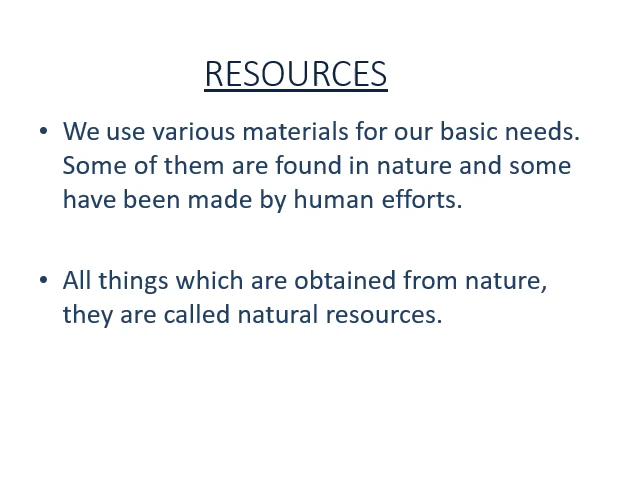 RESOURCES
• We use various materials for our basic needs.
Some of them are found in nature and some
have been made by human efforts.
• All things which are obtained from nature,
they are called natural resources.